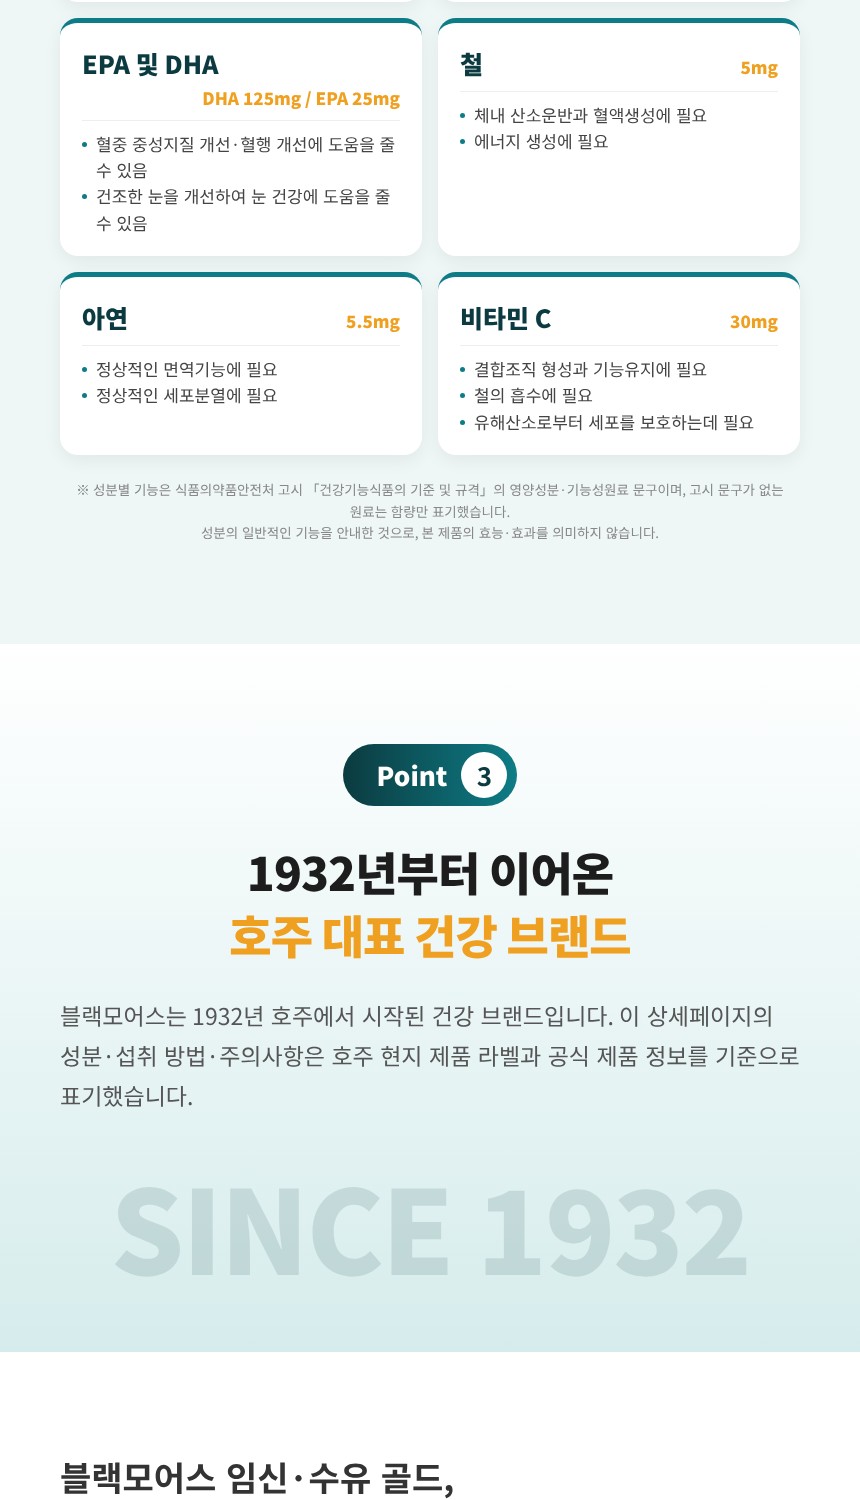 EPA 및 DHA
DHA 125mg / EPA 25mg
• 혈중 중성지질 개선·혈행 개선에 도움을 줄
수 있음
• 건조한 눈을 개선하여 눈 건강에 도움을 줄
수 있음
철 5mg
• 체내 산소운반과 혈액생성에 필요
• 에너지 생성에 필요
아연 5.5mg
• 정상적인 면역기능에 필요
• 정상적인 세포분열에 필요
비타민 C 30mg
• 결합조직 형성과 기능유지에 필요
• 철의 흡수에 필요
• 유해산소로부터 세포를 보호하는데 필요
※ 성분별 기능은 식품의약품안전처 고시 「건강기능식품의 기준 및 규격」의 영양성분·기능성원료 문구이며, 고시 문구가 없는
원료는 함량만 표기했습니다.
성분의 일반적인 기능을 안내한 것으로, 본 제품의 효능·효과를 의미하지 않습니다.
Point 3
1932년부터 이어온
호주 대표 건강 브랜드
블랙모어스는 1932년 호주에서 시작된 건강 브랜드입니다. 이 상세페이지의
성분·섭취 방법·주의사항은 호주 현지 제품 라벨과 공식 제품 정보를 기준으로
표기했습니다.
SINCE 1932
블랙모어스 임신·수유 골드,